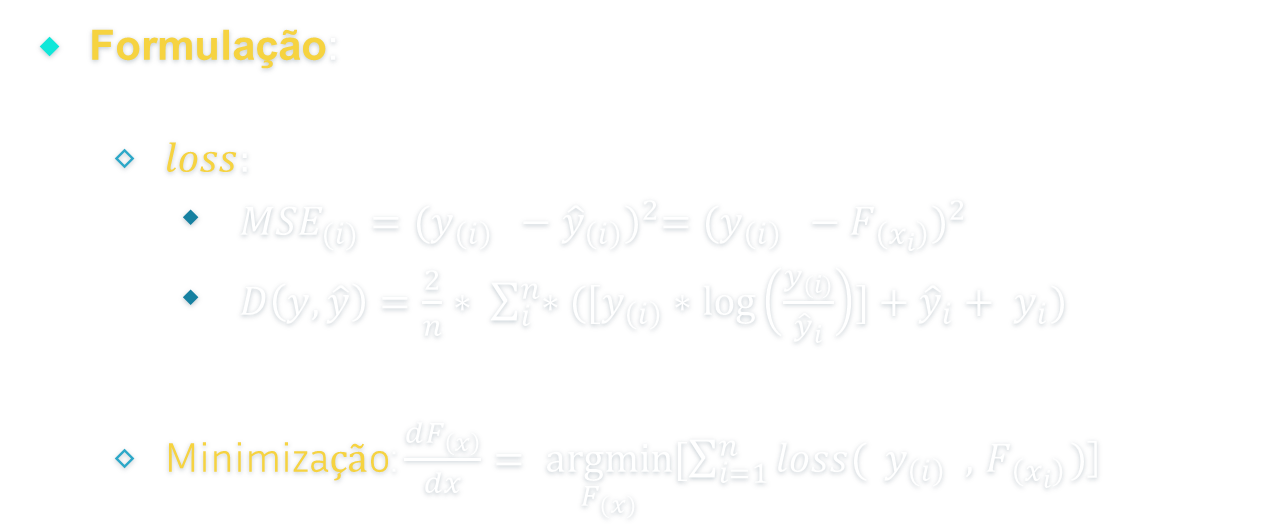 Formulação:
loss:
MSE₍ᵢ₎ = (y₍ᵢ₎ − ŷ₍ᵢ₎)² = (y₍ᵢ₎ − F₍ₓᵢ₎)²
D(y, ŷ) = 2/n * ∑ᵢⁿ * ([y₍ᵢ₎ * log(y₍ᵢ₎/ŷᵢ)] + ŷᵢ + yᵢ)
Minimização: dF₍ₓ₎/dx = argmin F₍ₓ₎ [∑ᵢ₌₁ⁿ loss( y₍ᵢ₎ , F₍ₓᵢ₎ )]